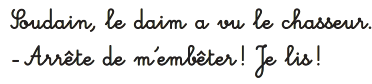 Soudain, le daim a vu le chasseur.
- Arrête de m'embêter! Je lis!